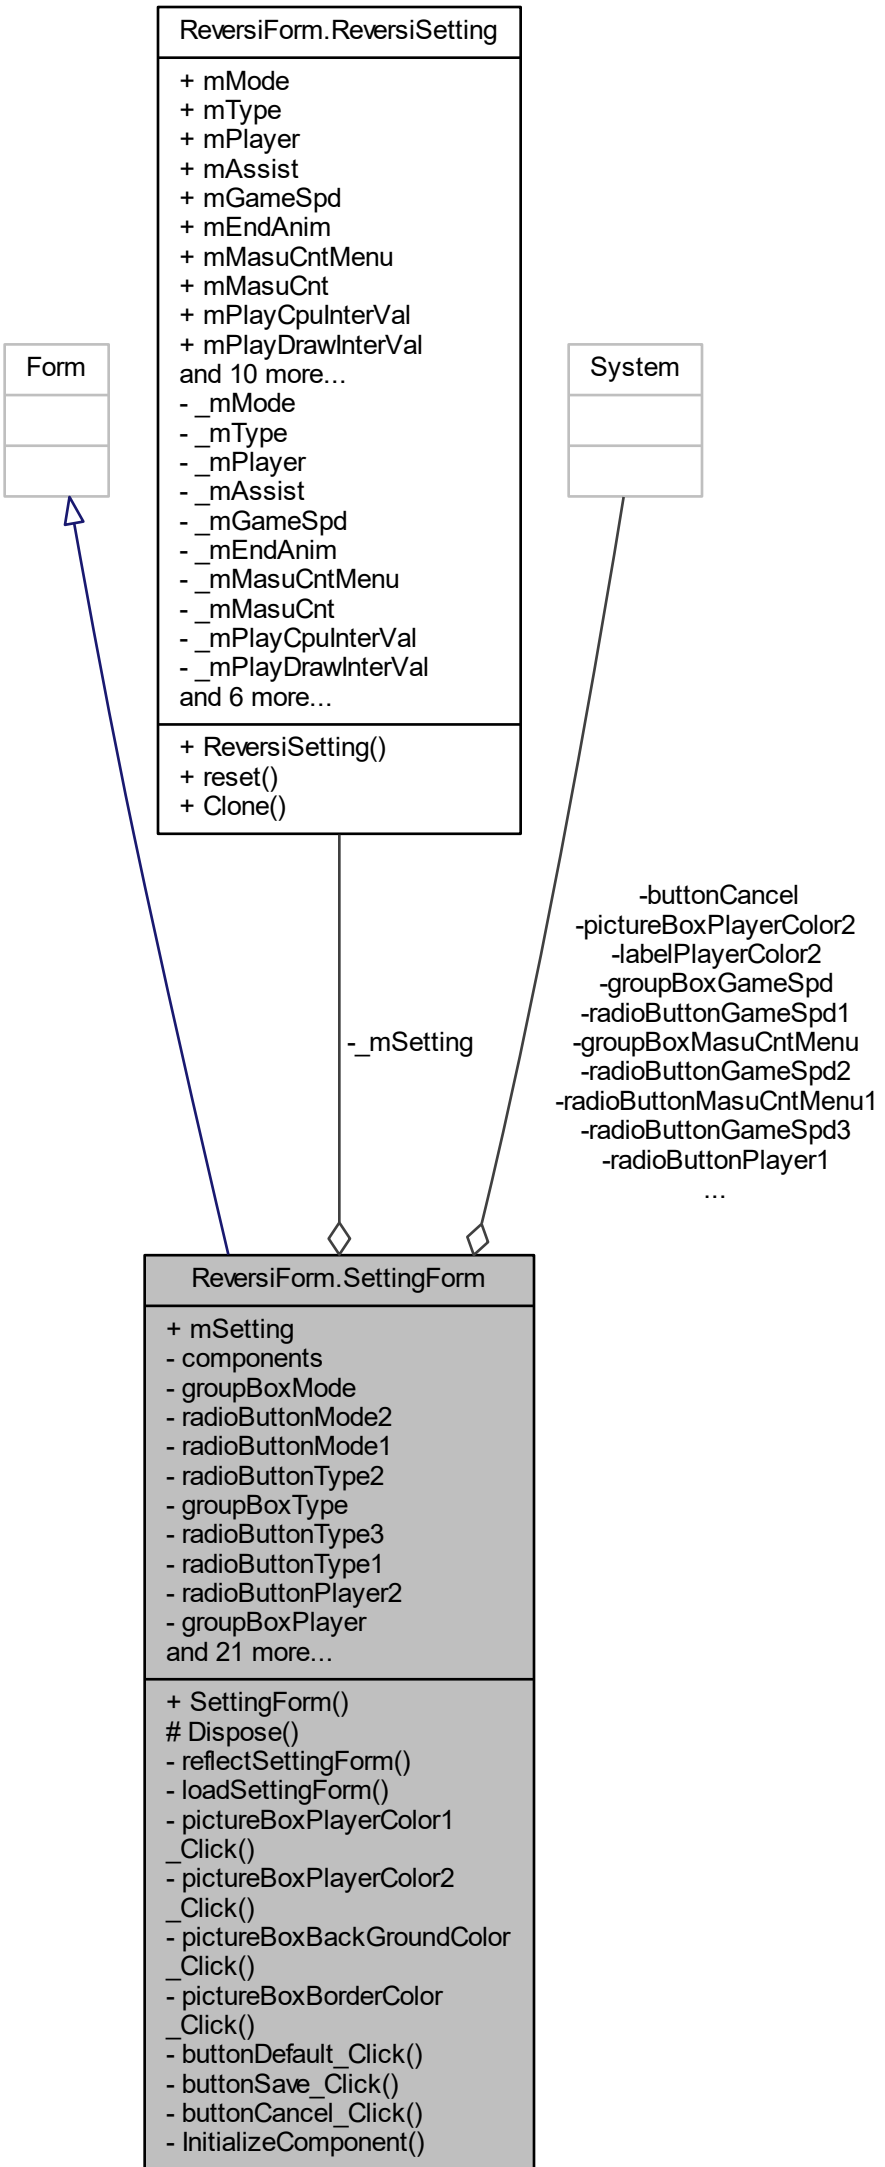 ReversiForm.ReversiSetting
+ mMode
+ mType
+ mPlayer
+ mAssist
+ mGameSpd
+ mEndAnim
+ mMasuCntMenu
+ mMasuCnt
+ mPlayCpuInterVal
+ mPlayDrawInterVal
and 10 more...
- _mMode
- _mType
- _mPlayer
- _mAssist
- _mGameSpd
- _mEndAnim
- _mMasuCntMenu
- _mMasuCnt
- _mPlayCpuInterVal
- _mPlayDrawInterVal
and 6 more...
+ ReversiSetting()
+ reset()
+ Clone()
Form
System
-_mSetting
-buttonCancel
-pictureBoxPlayerColor2
-labelPlayerColor2
-groupBoxGameSpd
-radioButtonGameSpd1
-groupBoxMasuCntMenu
-radioButtonGameSpd2
-radioButtonMasuCntMenu1
-radioButtonGameSpd3
-radioButtonPlayer1
...
ReversiForm.SettingForm
+ mSetting
- components
- groupBoxMode
- radioButtonMode2
- radioButtonMode1
- radioButtonType2
- groupBoxType
- radioButtonType3
- radioButtonType1
- radioButtonPlayer2
- groupBoxPlayer
and 21 more...
+ SettingForm()
# Dispose()
- reflectSettingForm()
- loadSettingForm()
- pictureBoxPlayerColor1
_Click()
- pictureBoxPlayerColor2
_Click()
- pictureBoxBackGroundColor
_Click()
- pictureBoxBorderColor
_Click()
- buttonDefault_Click()
- buttonSave_Click()
- buttonCancel_Click()
- InitializeComponent()